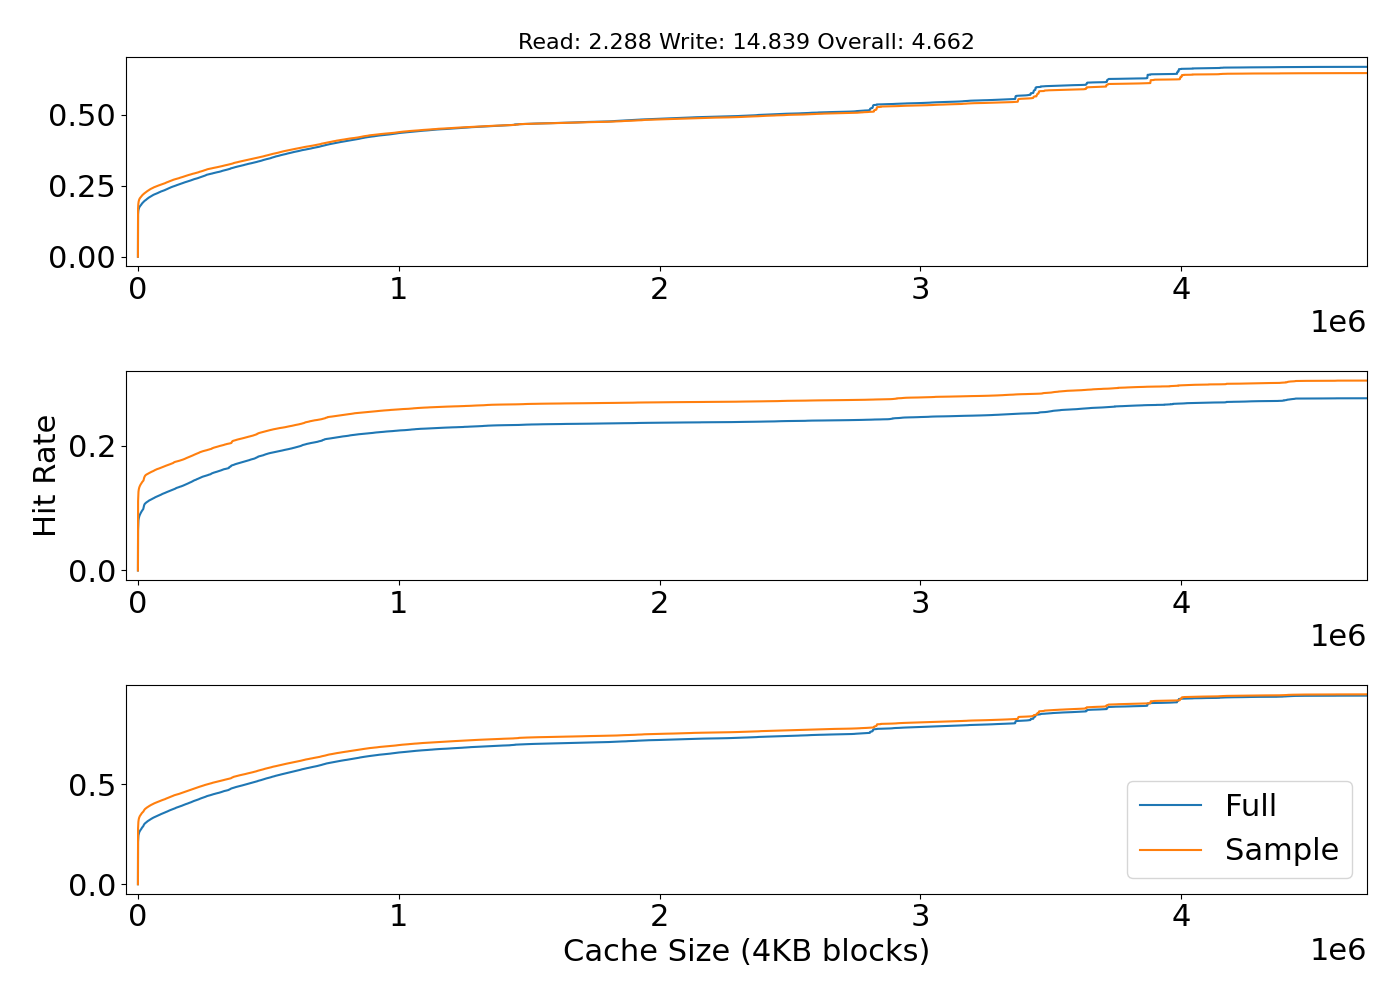 Read: 2.288 Write: 14.839 Overall: 4.662
0.50
0.25
0.00
0 1 2 3 4
1e6
Hit Rate
0.2
0.0
0 1 2 3 4
1e6
0.5
0.0
Full
Sample
0 1 2 3 4
Cache Size (4KB blocks)
1e6